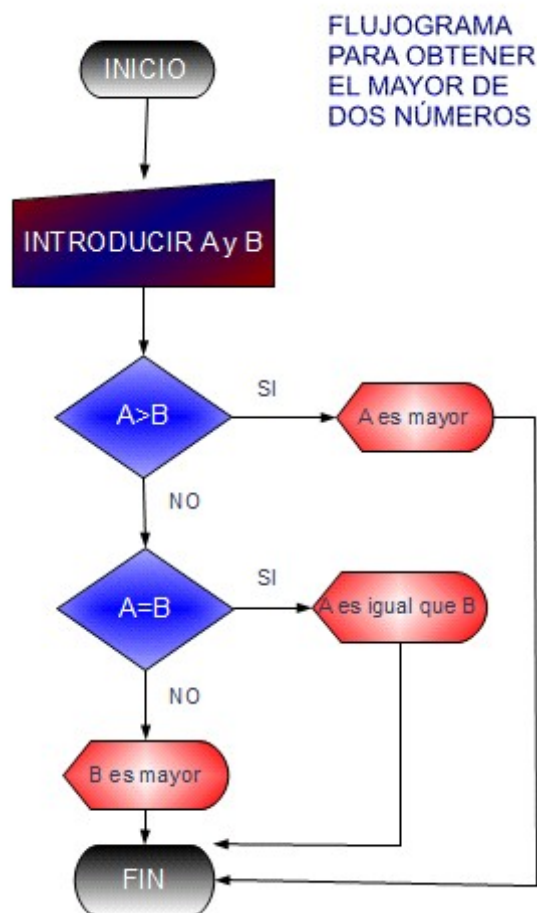 FLUJOGRAMA
PARA OBTENER
EL MAYOR DE
DOS NÚMEROS
INICIO
INTRODUCIR A y B
A>B
SI
A es mayor
NO
A=B
SI
A es igual que B
NO
B es mayor
FIN